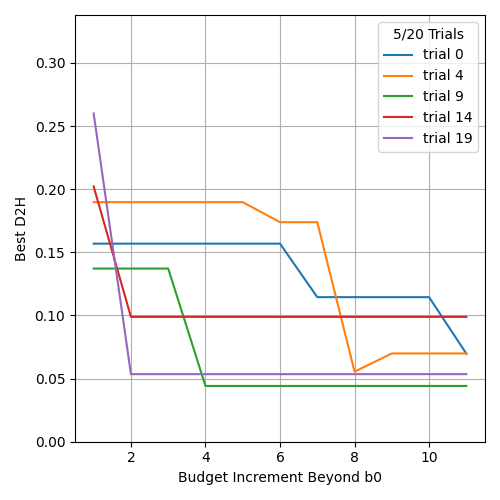 5/20 Trials
trial 0
trial 4
trial 9
trial 14
trial 19
Best D2H
0.30
0.25
0.20
0.15
0.10
0.05
0.00
2 4 6 8 10
Budget Increment Beyond b0